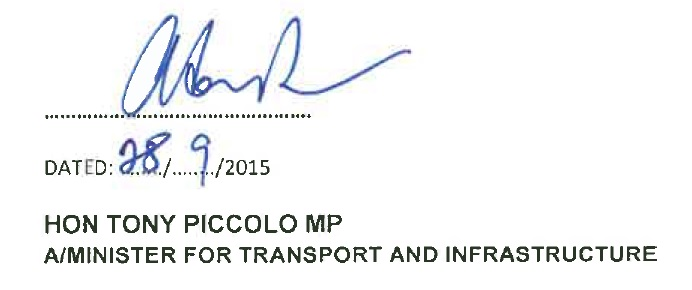 DATED: 28/9/2015
HON TONY PICCOLO MP
A/MINISTER FOR TRANSPORT AND INFRASTRUCTURE